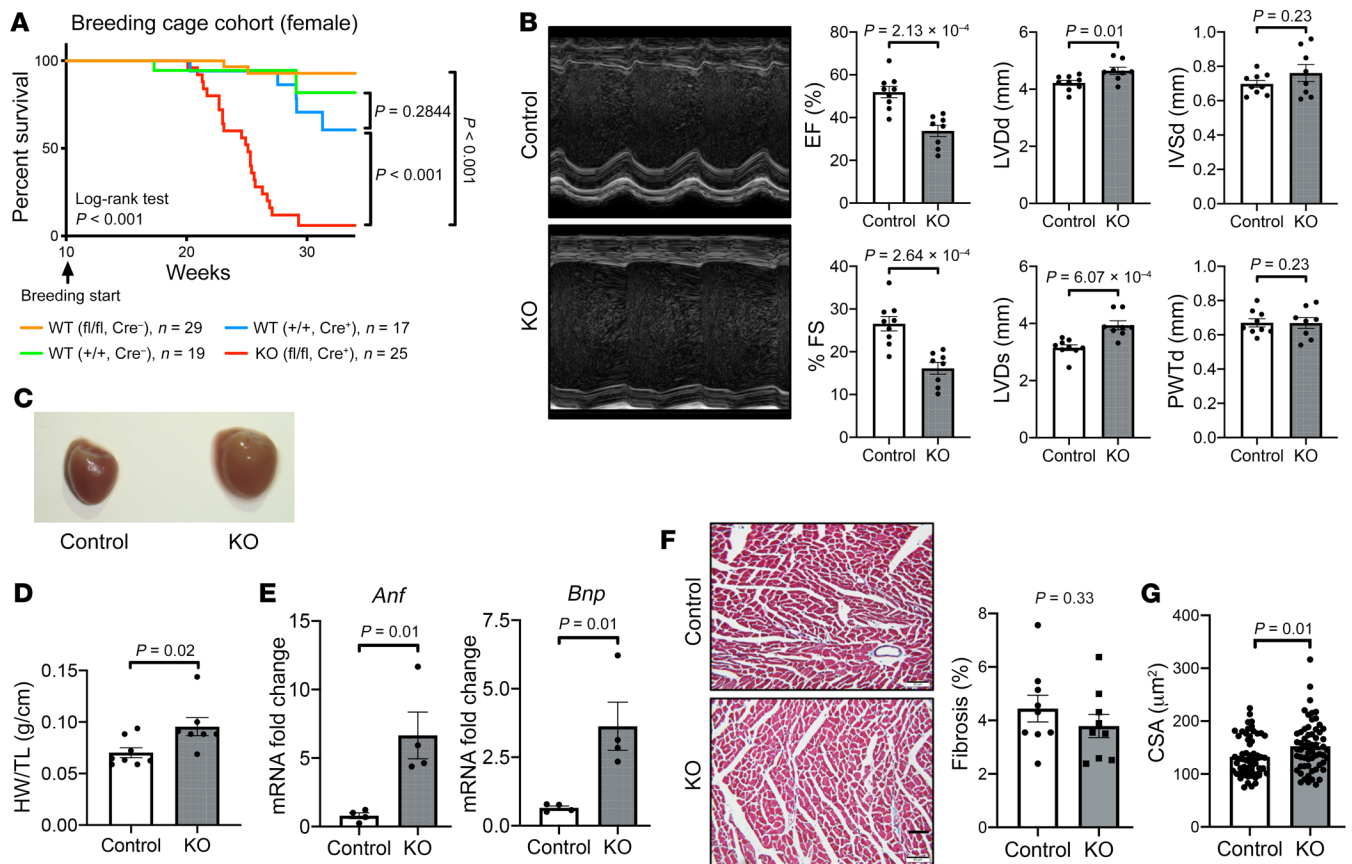 A
Breeding cage cohort (female)
Percent survival
100
50
0
10
20
30
Weeks
Log-rank test
P < 0.001
P = 0.2844
P < 0.001
P < 0.001
Breeding start
WT (fl/fl, Cre⁻), n = 29
WT (+/+, Cre⁺), n = 17
WT (+/+, Cre⁻), n = 19
KO (fl/fl, Cre⁺), n = 25
B
Control
KO
P = 2.13 × 10⁻⁴
EF (%)
80
60
40
20
0
Control KO
P = 0.01
LVDd (mm)
6
4
2
0
Control KO
P = 0.23
IVSd (mm)
1.0
0.8
0.6
0.4
0.2
0.0
Control KO
P = 2.64 × 10⁻⁴
% FS
40
30
20
10
0
Control KO
P = 6.07 × 10⁻⁴
LVDs (mm)
6
4
2
0
Control KO
P = 0.23
PWTd (mm)
1.0
0.8
0.6
0.4
0.2
0.0
Control KO
C
Control KO
D
P = 0.02
HW/TL (g/cm)
0.15
0.10
0.05
0.00
Control KO
E
Anf
P = 0.01
mRNA fold change
15
10
5
0
Control KO
Bnp
P = 0.01
mRNA fold change
7.5
5.0
2.5
0.0
Control KO
F
Control
KO
P = 0.33
Fibrosis (%)
8
6
4
2
0
Control KO
G
P = 0.01
CSA (µm²)
400
300
200
100
0
Control KO